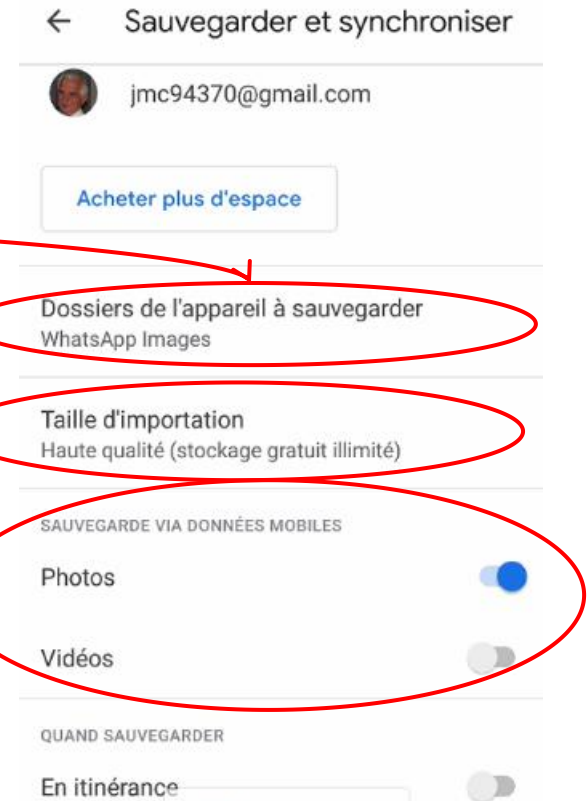 Sauvegarder et synchroniser
jmc94370@gmail.com
Acheter plus d'espace
Dossiers de l'appareil à sauvegarder
WhatsApp Images
Taille d'importation
Haute qualité (stockage gratuit illimité)
SAUVEGARDE VIA DONNÉES MOBILES
Photos
Vidéos
QUAND SAUVEGARDER
En itinérance